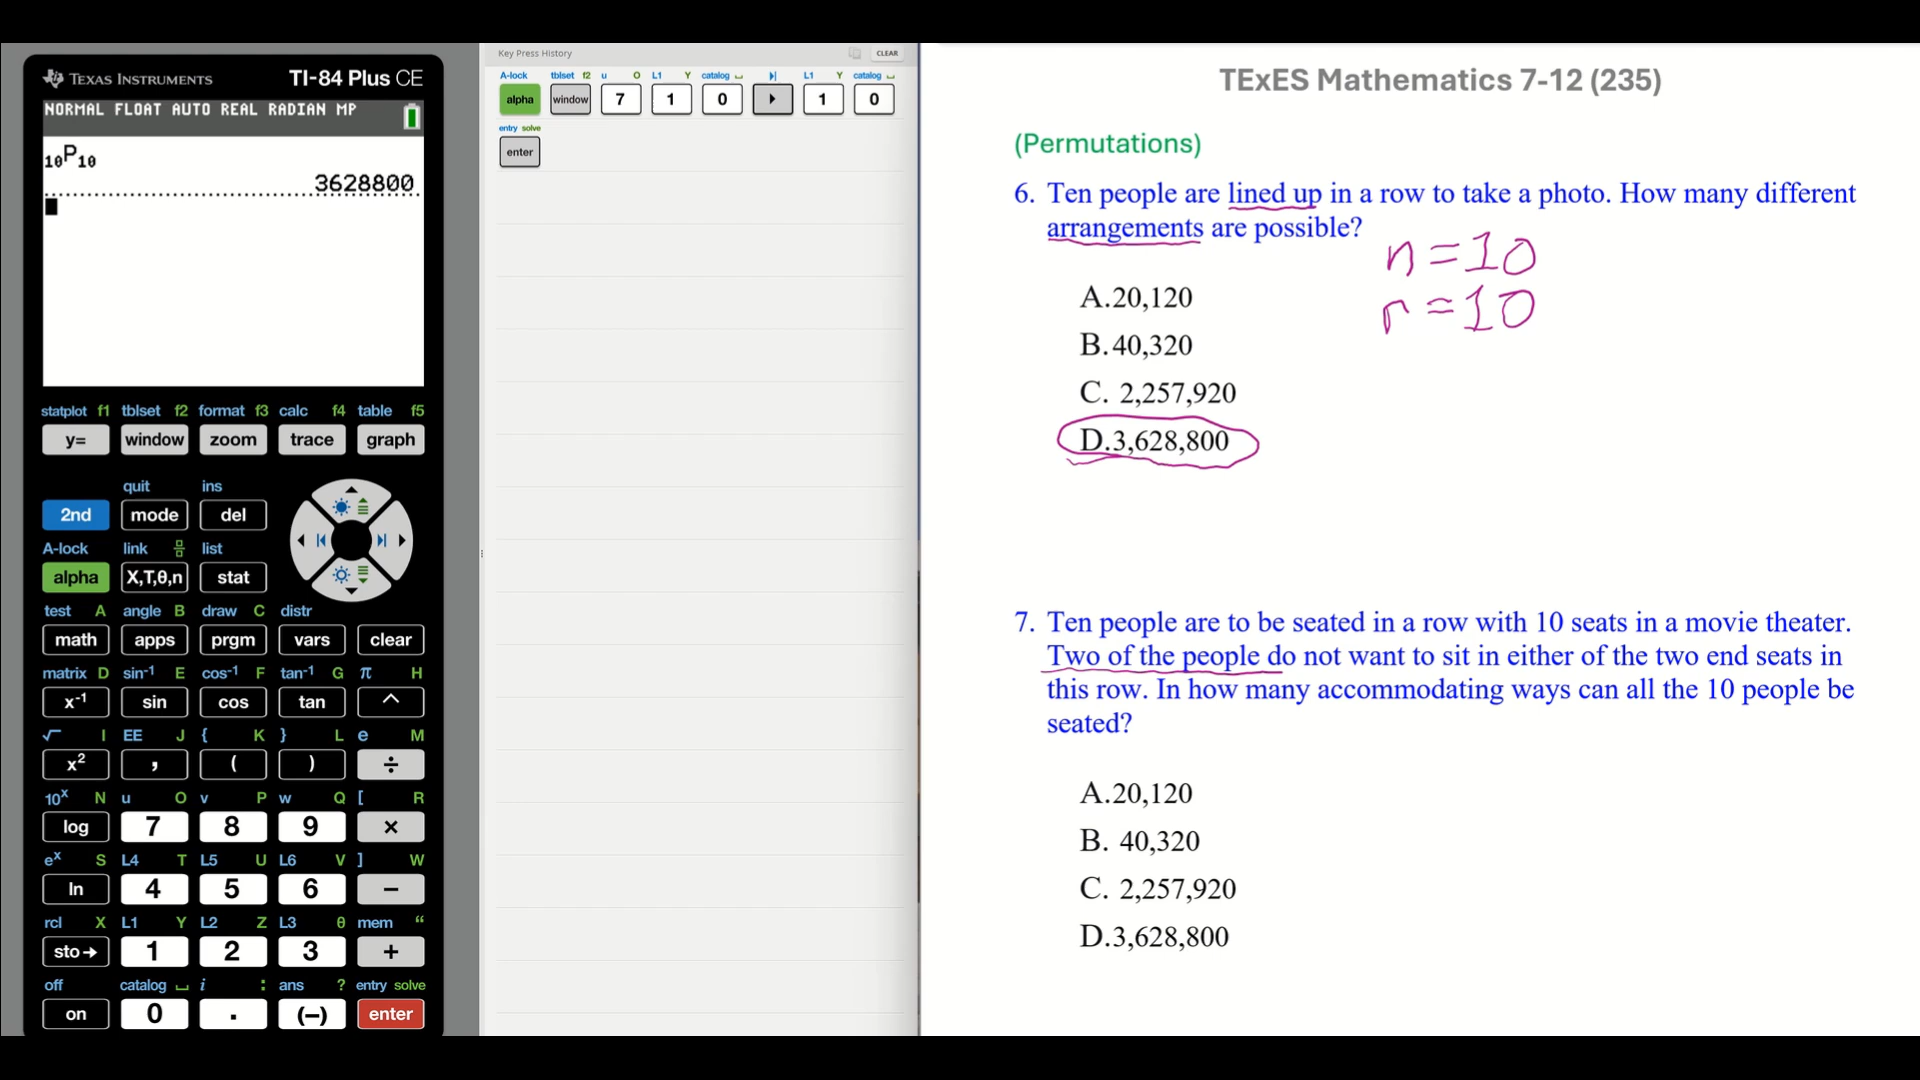 TEXAS INSTRUMENTS TI-84 Plus CE
NORMAL FLOAT AUTO REAL RADIAN MP
10P10
3628800
statplot f1 tblset f2 format f3 calc f4 table f5
y= window zoom trace graph
quit ins
2nd mode del
A-lock link list
alpha X,T,θ,n stat
test A angle B draw C distr
math apps prgm vars clear
matrix D sin⁻¹ E cos⁻¹ F tan⁻¹ G π H
x⁻¹ sin cos tan ^
√ I EE J { K } L e M
x² , ( ) ÷
10ˣ N u O v P w Q [ R
log 7 8 9 ×
eˣ S L4 T L5 U L6 V ] W
ln 4 5 6 −
rcl X L1 Y L2 Z L3 θ mem “
sto→ 1 2 3 +
off catalog ⎵ i : ans ? entry solve
on 0 . (−) enter
Key Press History CLEAR
A-lock tblset f2 u O L1 Y catalog ⎵ L1 Y catalog ⎵
alpha window 7 1 0 1 0
entry solve
enter
TExES Mathematics 7-12 (235)
(Permutations)
6. Ten people are lined up in a row to take a photo. How many different
arrangements are possible?
n=10
r=10
A.20,120
B.40,320
C. 2,257,920
D.3,628,800
7. Ten people are to be seated in a row with 10 seats in a movie theater.
Two of the people do not want to sit in either of the two end seats in
this row. In how many accommodating ways can all the 10 people be
seated?
A.20,120
B. 40,320
C. 2,257,920
D.3,628,800